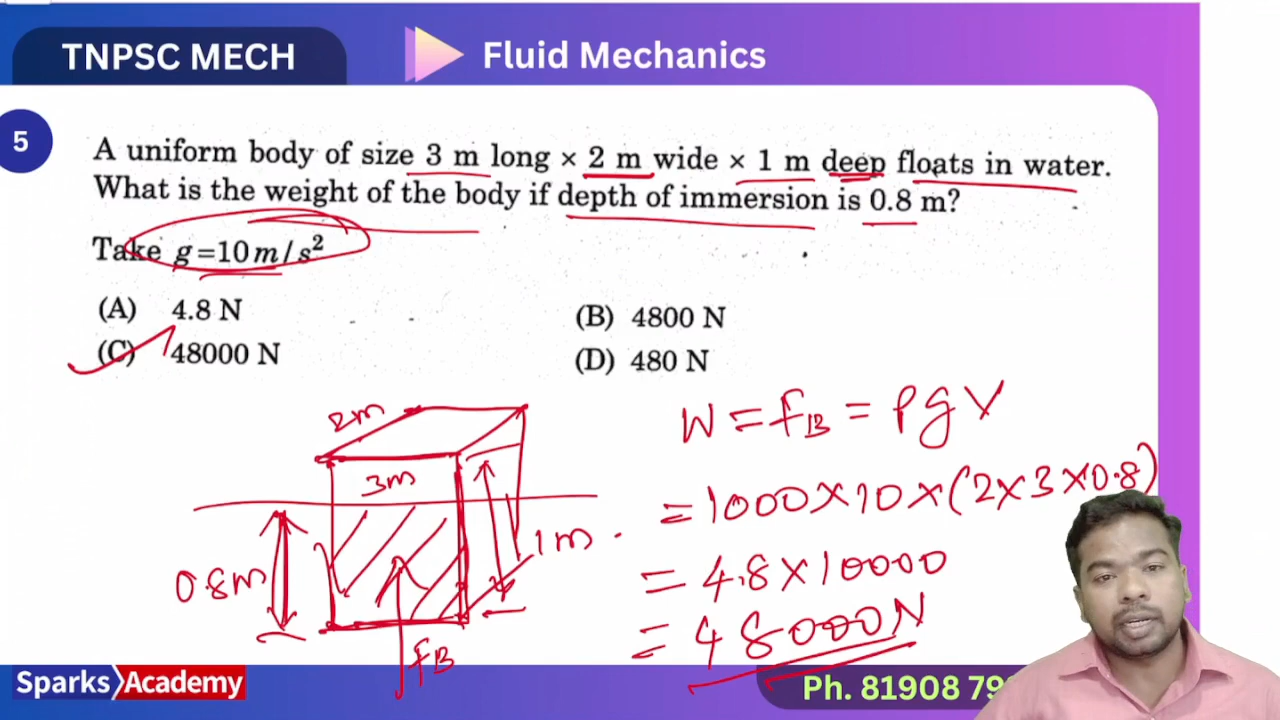 TNPSC MECH
Fluid Mechanics
5
A uniform body of size 3 m long × 2 m wide × 1 m deep floats in water.
What is the weight of the body if depth of immersion is 0.8 m?
Take g=10 m/s²
(A) 4.8 N
(B) 4800 N
(C) 48000 N
(D) 480 N
2m
3m
0.8m
1m
FB
W = FB = ρgV
= 1000×10×(2×3×0.8)
= 4.8×10000
= 48000N
Sparks Academy
Ph. 81908